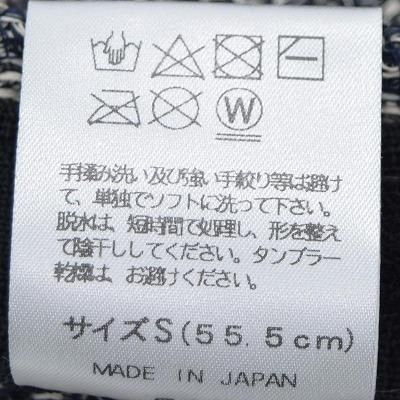 W
手揉み洗い及び強い手絞り等は避け
て、単独でソフトに洗って下さい。
脱水は、短時間で処理し、形を整え
て陰干ししてください。タンブラー
乾燥は、お避けください。
サイズS(55.5cm)
MADE IN JAPAN